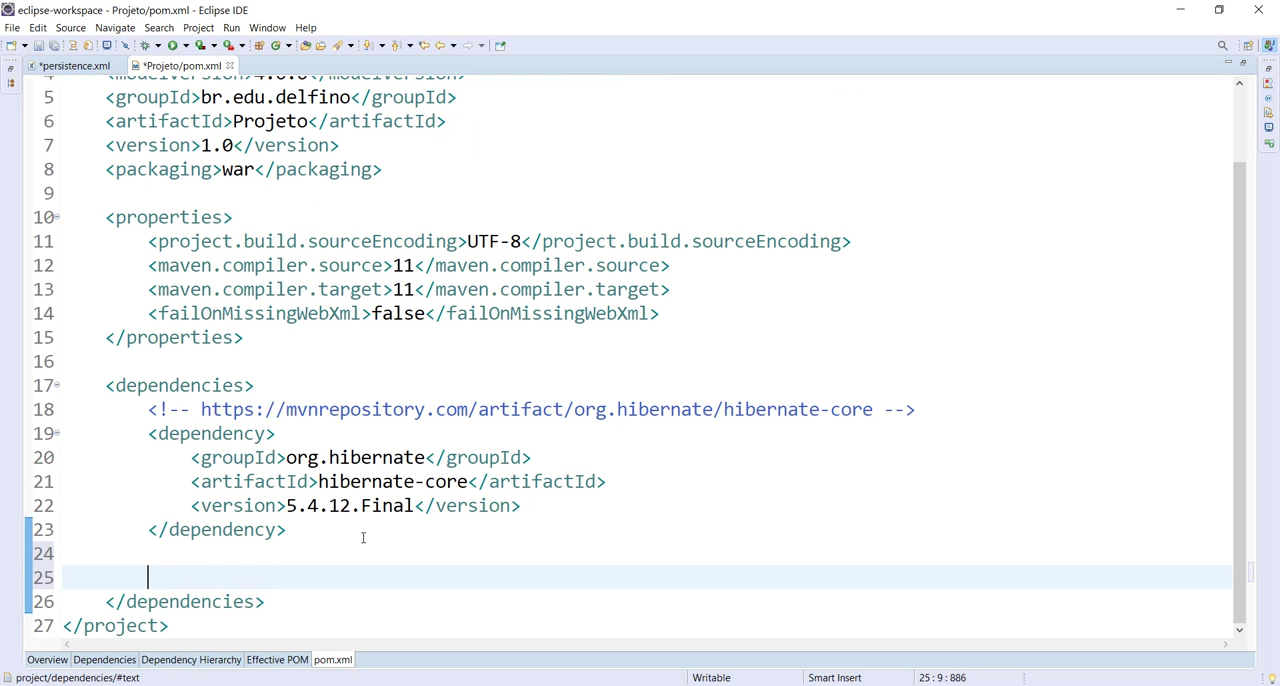 eclipse-workspace - Projeto/pom.xml - Eclipse IDE
File Edit Source Navigate Search Project Run Window Help
*persistence.xml *Projeto/pom.xml
4 <modelVersion>4.0.0</modelVersion>
5 <groupId>br.edu.delfino</groupId>
6 <artifactId>Projeto</artifactId>
7 <version>1.0</version>
8 <packaging>war</packaging>
9
10 <properties>
11 <project.build.sourceEncoding>UTF-8</project.build.sourceEncoding>
12 <maven.compiler.source>11</maven.compiler.source>
13 <maven.compiler.target>11</maven.compiler.target>
14 <failOnMissingWebXml>false</failOnMissingWebXml>
15 </properties>
16
17 <dependencies>
18 <!-- https://mvnrepository.com/artifact/org.hibernate/hibernate-core -->
19 <dependency>
20 <groupId>org.hibernate</groupId>
21 <artifactId>hibernate-core</artifactId>
22 <version>5.4.12.Final</version>
23 </dependency>
24
25
26 </dependencies>
27 </project>
Overview Dependencies Dependency Hierarchy Effective POM pom.xml
project/dependencies/#text Writable Smart Insert 25 : 9 : 886